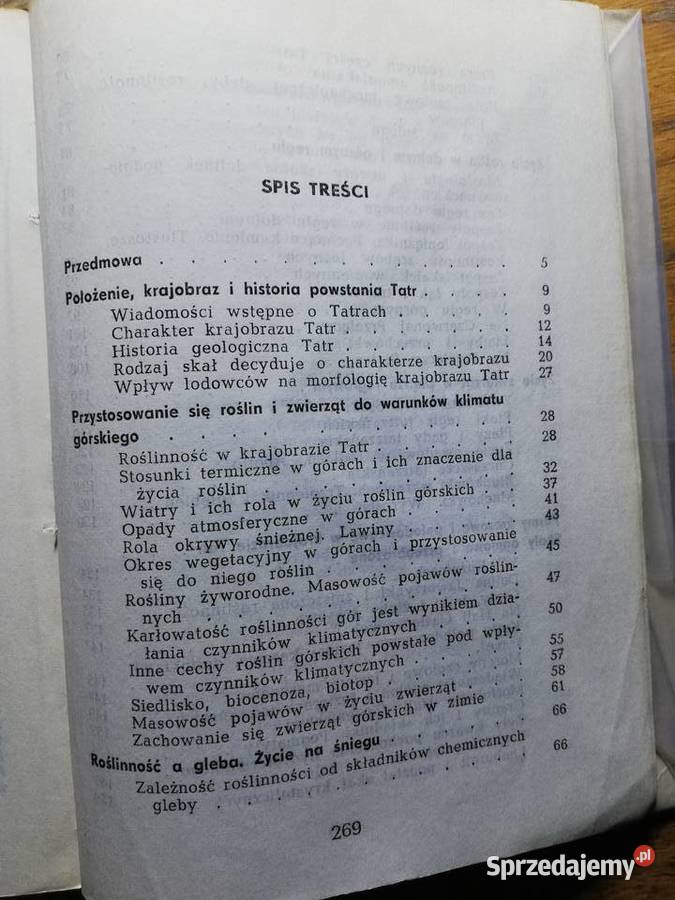 SPIS TREŚCI
Przedmowa . . . . . . . . . . . . . 5
Położenie, krajobraz i historia powstania Tatr . . . . 9
Wiadomości wstępne o Tatrach . . . . . 9
Charakter krajobrazu Tatr . . . . . . 12
Historia geologiczna Tatr . . . . . . 14
Rodzaj skał decyduje o charakterze krajobrazu 20
Wpływ lodowców na morfologię krajobrazu Tatr 27
Przystosowanie się roślin i zwierząt do warunków klimatu
górskiego . . . . . . . . . . . . 28
Roślinność w krajobrazie Tatr . . . . . . 28
Stosunki termiczne w górach i ich znaczenie dla
życia roślin . . . . . . . . . . 32
Wiatry i ich rola w życiu roślin górskich . . . 37
Opady atmosferyczne w górach . . . . . 41
Rola okrywy śnieżnej. Lawiny . . . . . 43
Okres wegetacyjny w górach i przystosowanie
się do niego roślin . . . . . . . . 45
Rośliny żyworodne. Masowość pojawów roślin-
nych . . . . . . . . . . . . 47
Karłowatość roślinności gór jest wynikiem dzia-
łania czynników klimatycznych . . . . . 50
Inne cechy roślin górskich powstałe pod wpły-
wem czynników klimatycznych . . . . . 55
Siedlisko, biocenoza, biotop . . . . . . 57
Masowość pojawów w życiu zwierząt . . . . 58
Zachowanie się zwierząt górskich w zimie . . 61
Roślinność a gleba. Życie na śniegu . . . . . . 66
Zależność roślinności od składników chemicznych
gleby . . . . . . . . . . . . 66
269
Sprzedajemy.pl